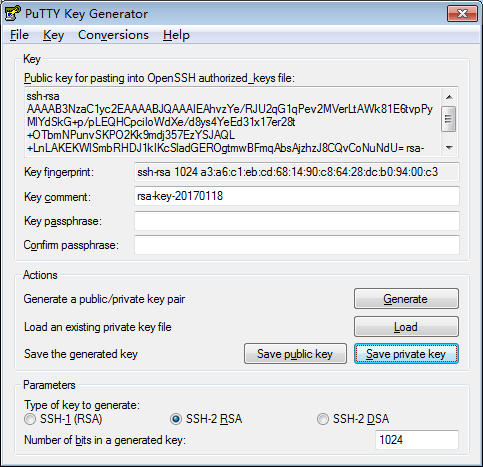 PuTTY Key Generator
File Key Conversions Help
Key
Public key for pasting into OpenSSH authorized_keys file:
ssh-rsa
AAAAB3NzaC1yc2EAAAABJQAAAIEAhvzYe/RJU2qG1qPev2MVerLtAWk81E6tvpPy
MlYdSkG+p/pLEQHCpciloWdXe/d8ys4YeEd31x17er28t
+OTbmNPunvSKPO2Kk9mdj357EzYSJAQL
+LnLAKEKWlSmbRHDJ1kIKcSladGEROgtmwBFmqAbsAjzhzJ8CQvCoNuNdU= rsa-
Key fingerprint: ssh-rsa 1024 a3:a6:c1:eb:cd:68:14:90:c8:64:28:dc:b0:94:00:c3
Key comment: rsa-key-20170118
Key passphrase:
Confirm passphrase:
Actions
Generate a public/private key pair Generate
Load an existing private key file Load
Save the generated key Save public key Save private key
Parameters
Type of key to generate:
SSH-1 (RSA) SSH-2 RSA SSH-2 DSA
Number of bits in a generated key: 1024